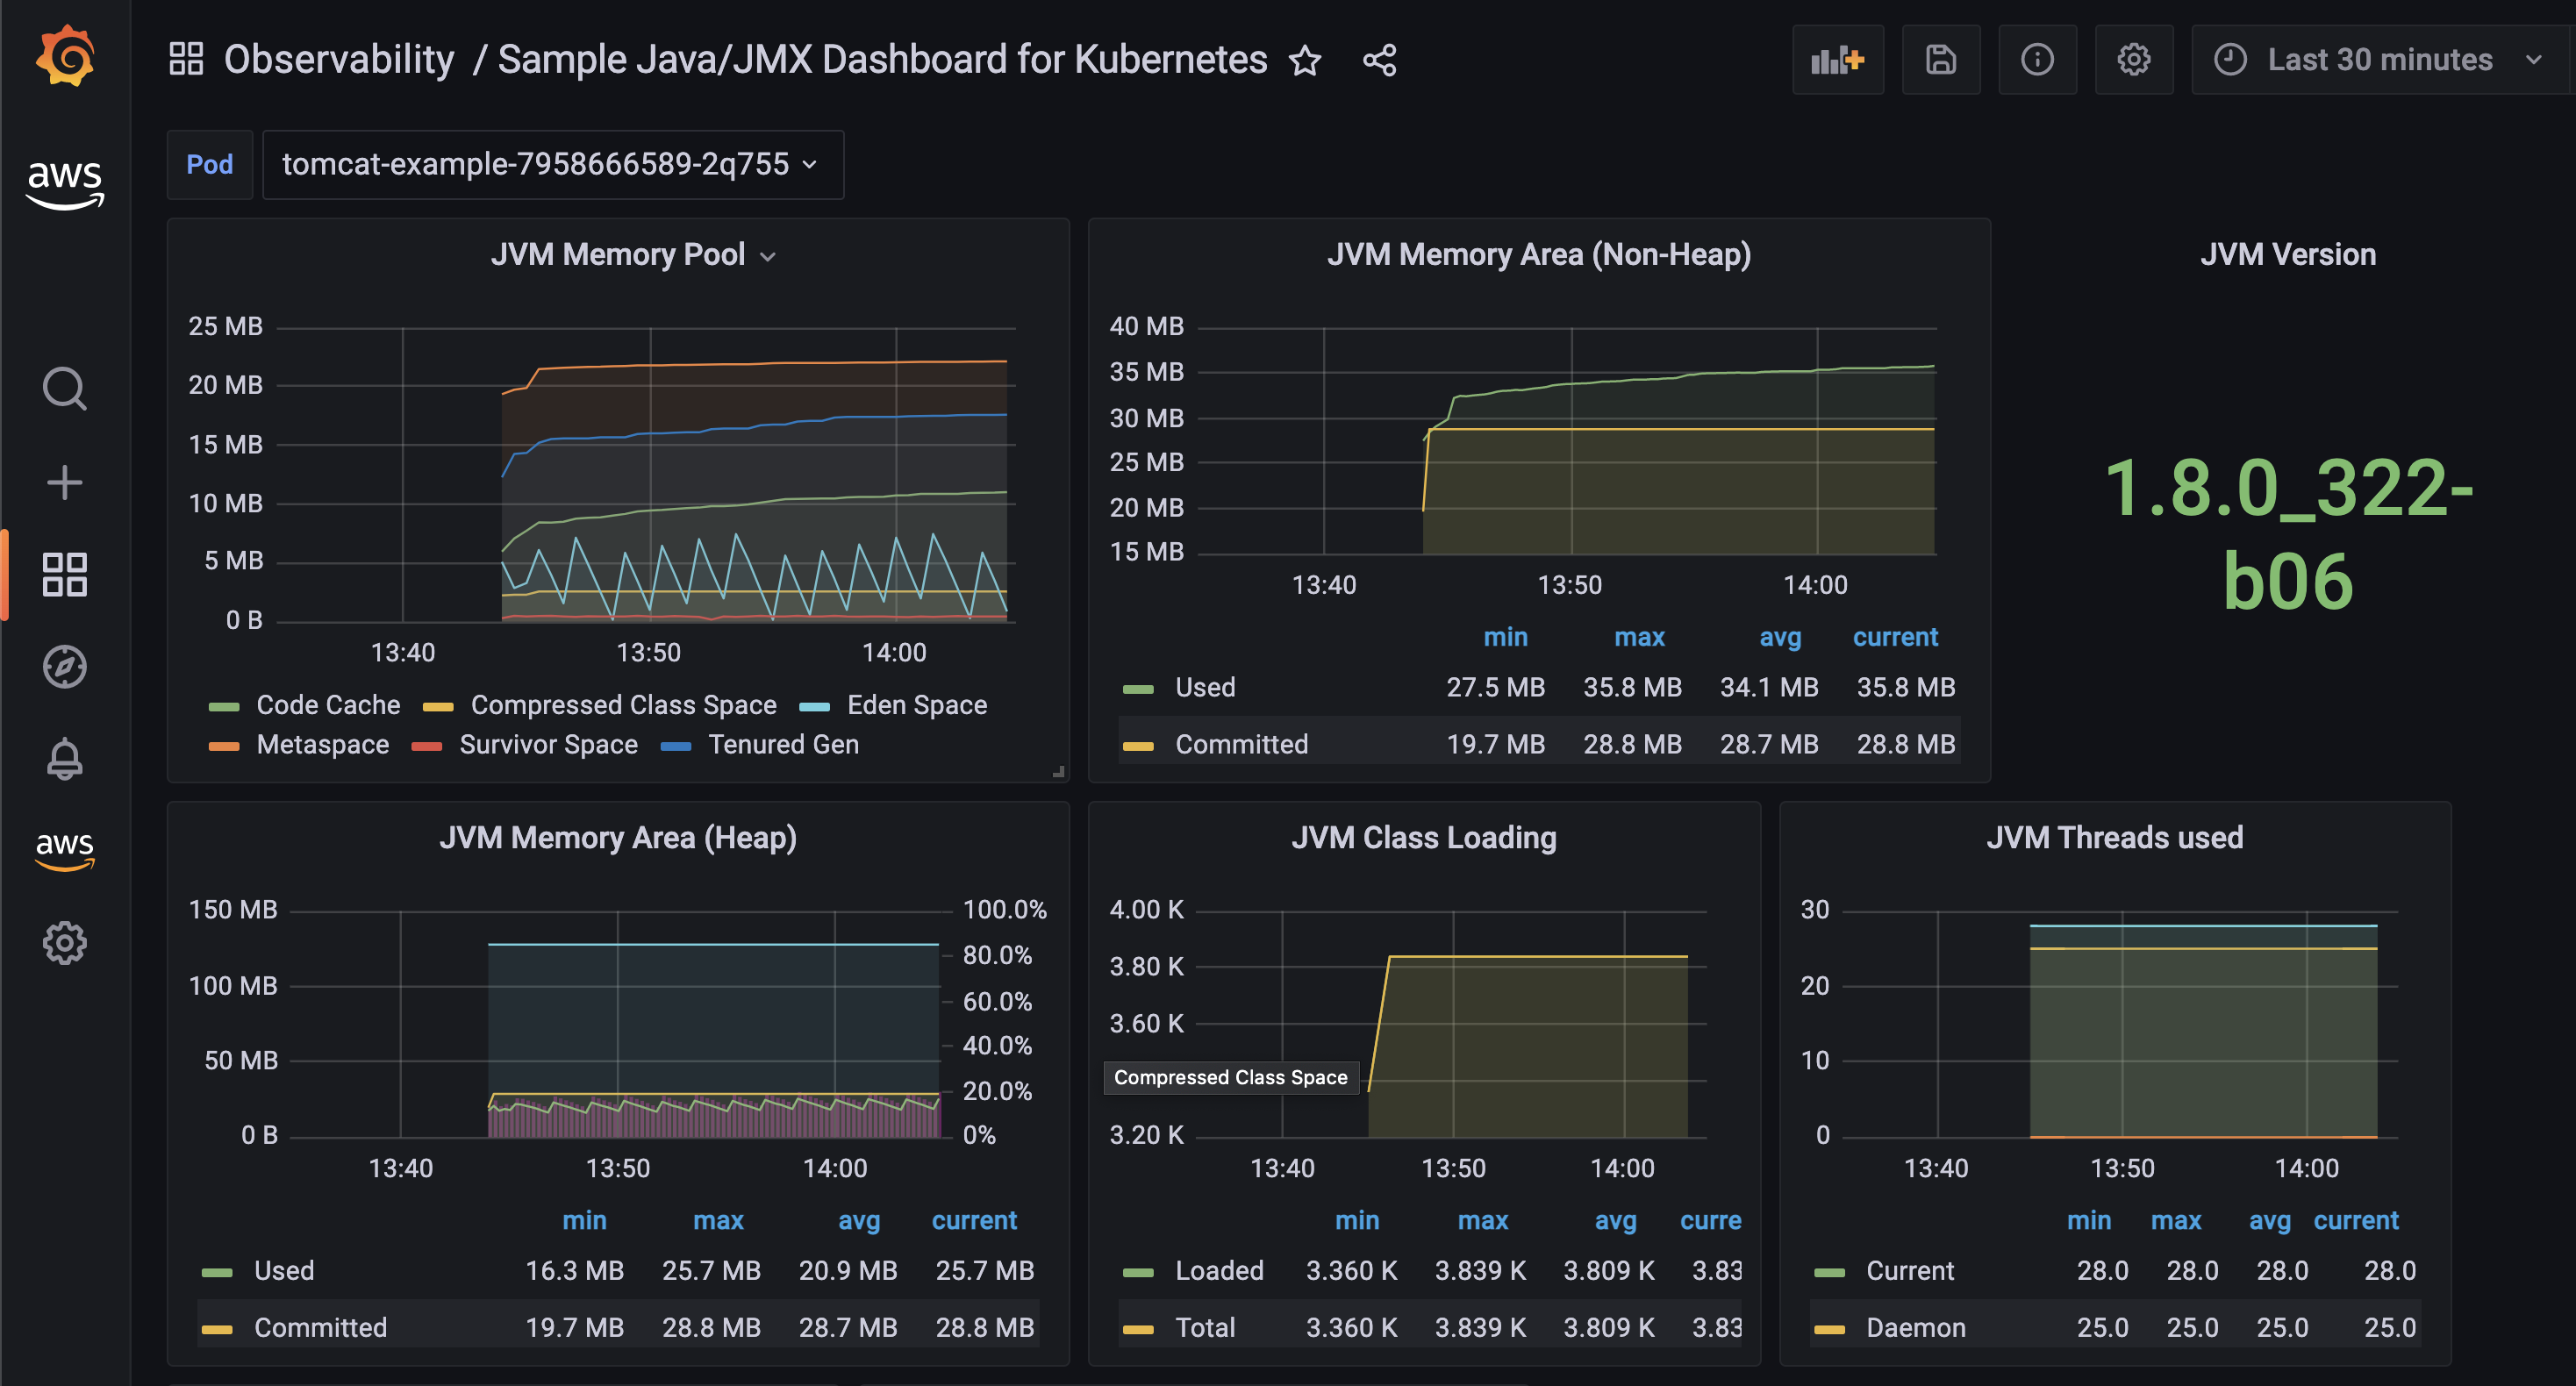 Observability / Sample Java/JMX Dashboard for Kubernetes
Last 30 minutes
aws
Pod
tomcat-example-7958666589-2q755
JVM Memory Pool
25 MB
20 MB
15 MB
10 MB
5 MB
0 B
13:40 13:50 14:00
Code Cache Compressed Class Space Eden Space
Metaspace Survivor Space Tenured Gen
JVM Memory Area (Non-Heap)
40 MB
35 MB
30 MB
25 MB
20 MB
15 MB
13:40 13:50 14:00
min max avg current
Used 27.5 MB 35.8 MB 34.1 MB 35.8 MB
Committed 19.7 MB 28.8 MB 28.7 MB 28.8 MB
JVM Version
1.8.0_322-
b06
aws
JVM Memory Area (Heap)
150 MB
100 MB
50 MB
0 B
100.0%
80.0%
60.0%
40.0%
20.0%
0%
13:40 13:50 14:00
min max avg current
Used 16.3 MB 25.7 MB 20.9 MB 25.7 MB
Committed 19.7 MB 28.8 MB 28.7 MB 28.8 MB
JVM Class Loading
4.00 K
3.80 K
3.60 K
Compressed Class Space
3.20 K
13:40 13:50 14:00
min max avg curre
Loaded 3.360 K 3.839 K 3.809 K 3.83
Total 3.360 K 3.839 K 3.809 K 3.83
JVM Threads used
30
20
10
0
13:40 13:50 14:00
min max avg current
Current 28.0 28.0 28.0 28.0
Daemon 25.0 25.0 25.0 25.0